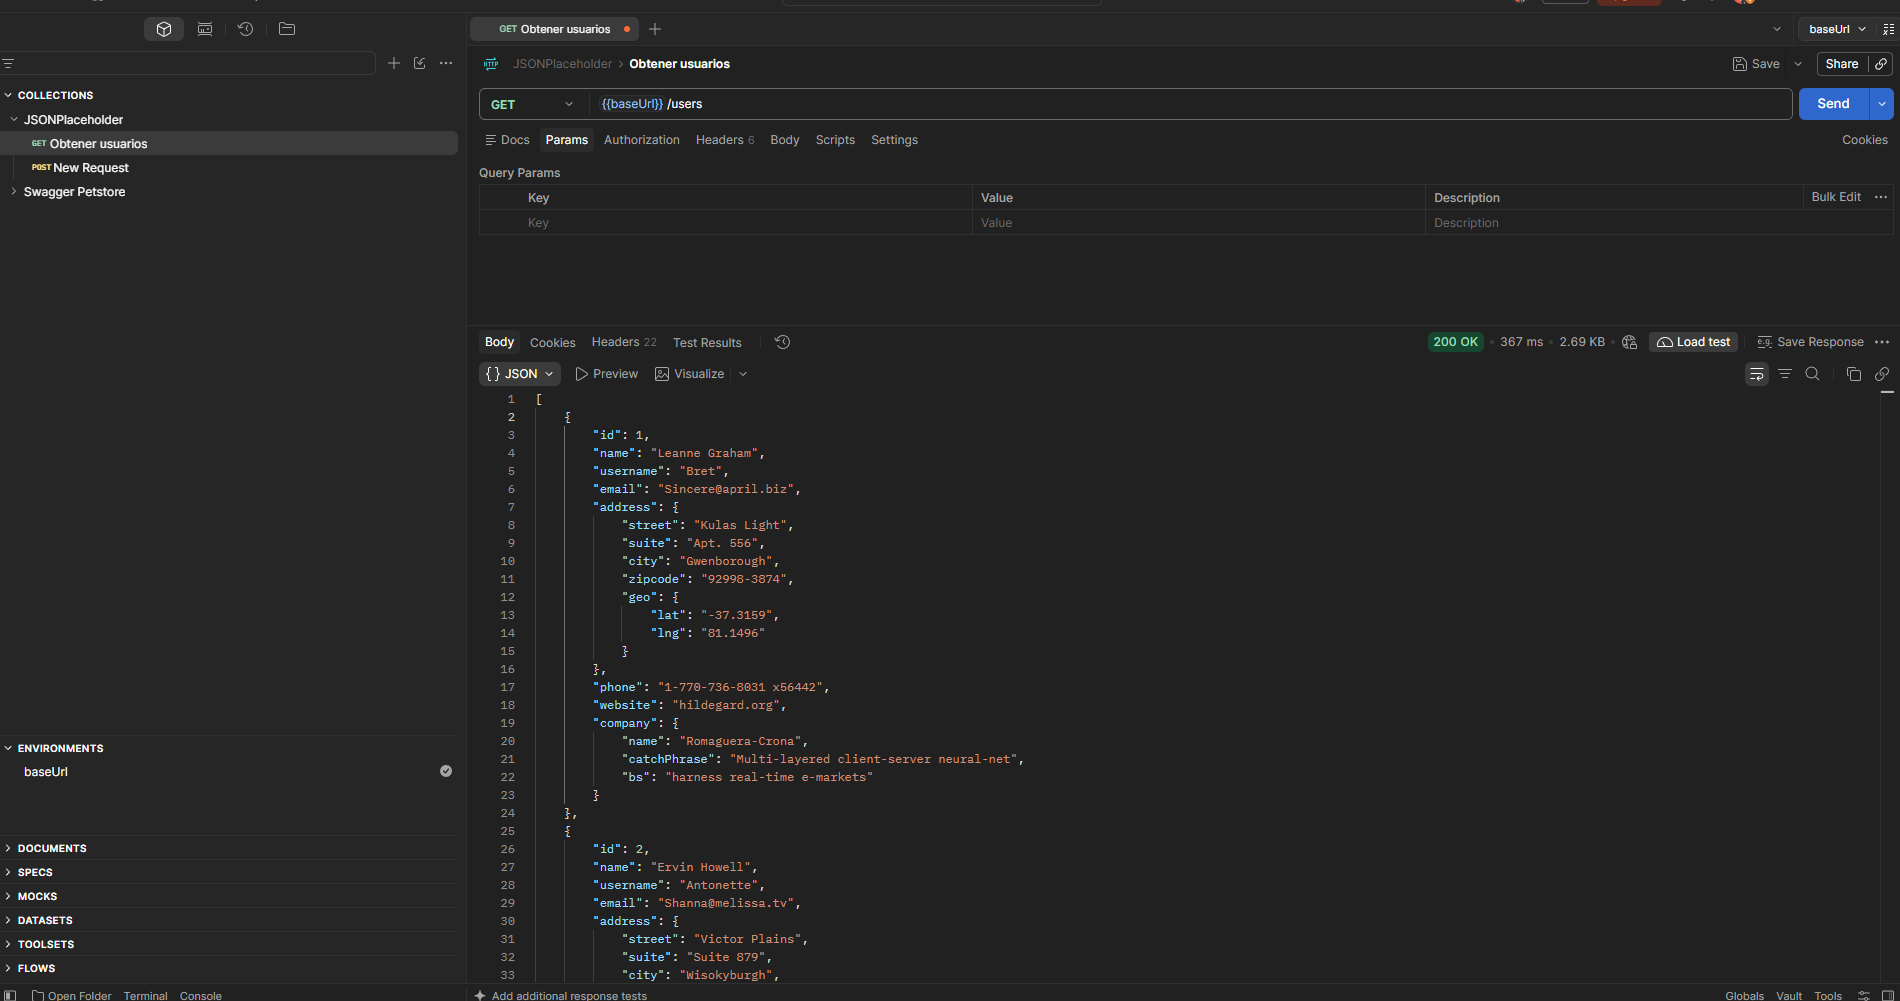 GET Obtener usuarios
baseUrl
JSONPlaceholder > Obtener usuarios
Save
Share
COLLECTIONS
JSONPlaceholder
GET Obtener usuarios
POST New Request
Swagger Petstore
GET {{baseUrl}} /users
Send
Docs Params Authorization Headers 6 Body Scripts Settings
Cookies
Query Params
Key Value Description Bulk Edit
Key Value Description
Body Cookies Headers 22 Test Results
200 OK • 367 ms • 2.69 KB • Load test e.g. Save Response
{} JSON Preview Visualize
1 [
2 {
3 "id": 1,
4 "name": "Leanne Graham",
5 "username": "Bret",
6 "email": "Sincere@april.biz",
7 "address": {
8 "street": "Kulas Light",
9 "suite": "Apt. 556",
10 "city": "Gwenborough",
11 "zipcode": "92998-3874",
12 "geo": {
13 "lat": "-37.3159",
14 "lng": "81.1496"
15 }
16 },
17 "phone": "1-770-736-8031 x56442",
18 "website": "hildegard.org",
19 "company": {
20 "name": "Romaguera-Crona",
21 "catchPhrase": "Multi-layered client-server neural-net",
22 "bs": "harness real-time e-markets"
23 }
24 },
25 {
26 "id": 2,
27 "name": "Ervin Howell",
28 "username": "Antonette",
29 "email": "Shanna@melissa.tv",
30 "address": {
31 "street": "Victor Plains",
32 "suite": "Suite 879",
33 "city": "Wisokyburgh",
ENVIRONMENTS
baseUrl
DOCUMENTS
SPECS
MOCKS
DATASETS
TOOLSETS
FLOWS
Open Folder Terminal Console
Add additional response tests
Globals Vault Tools